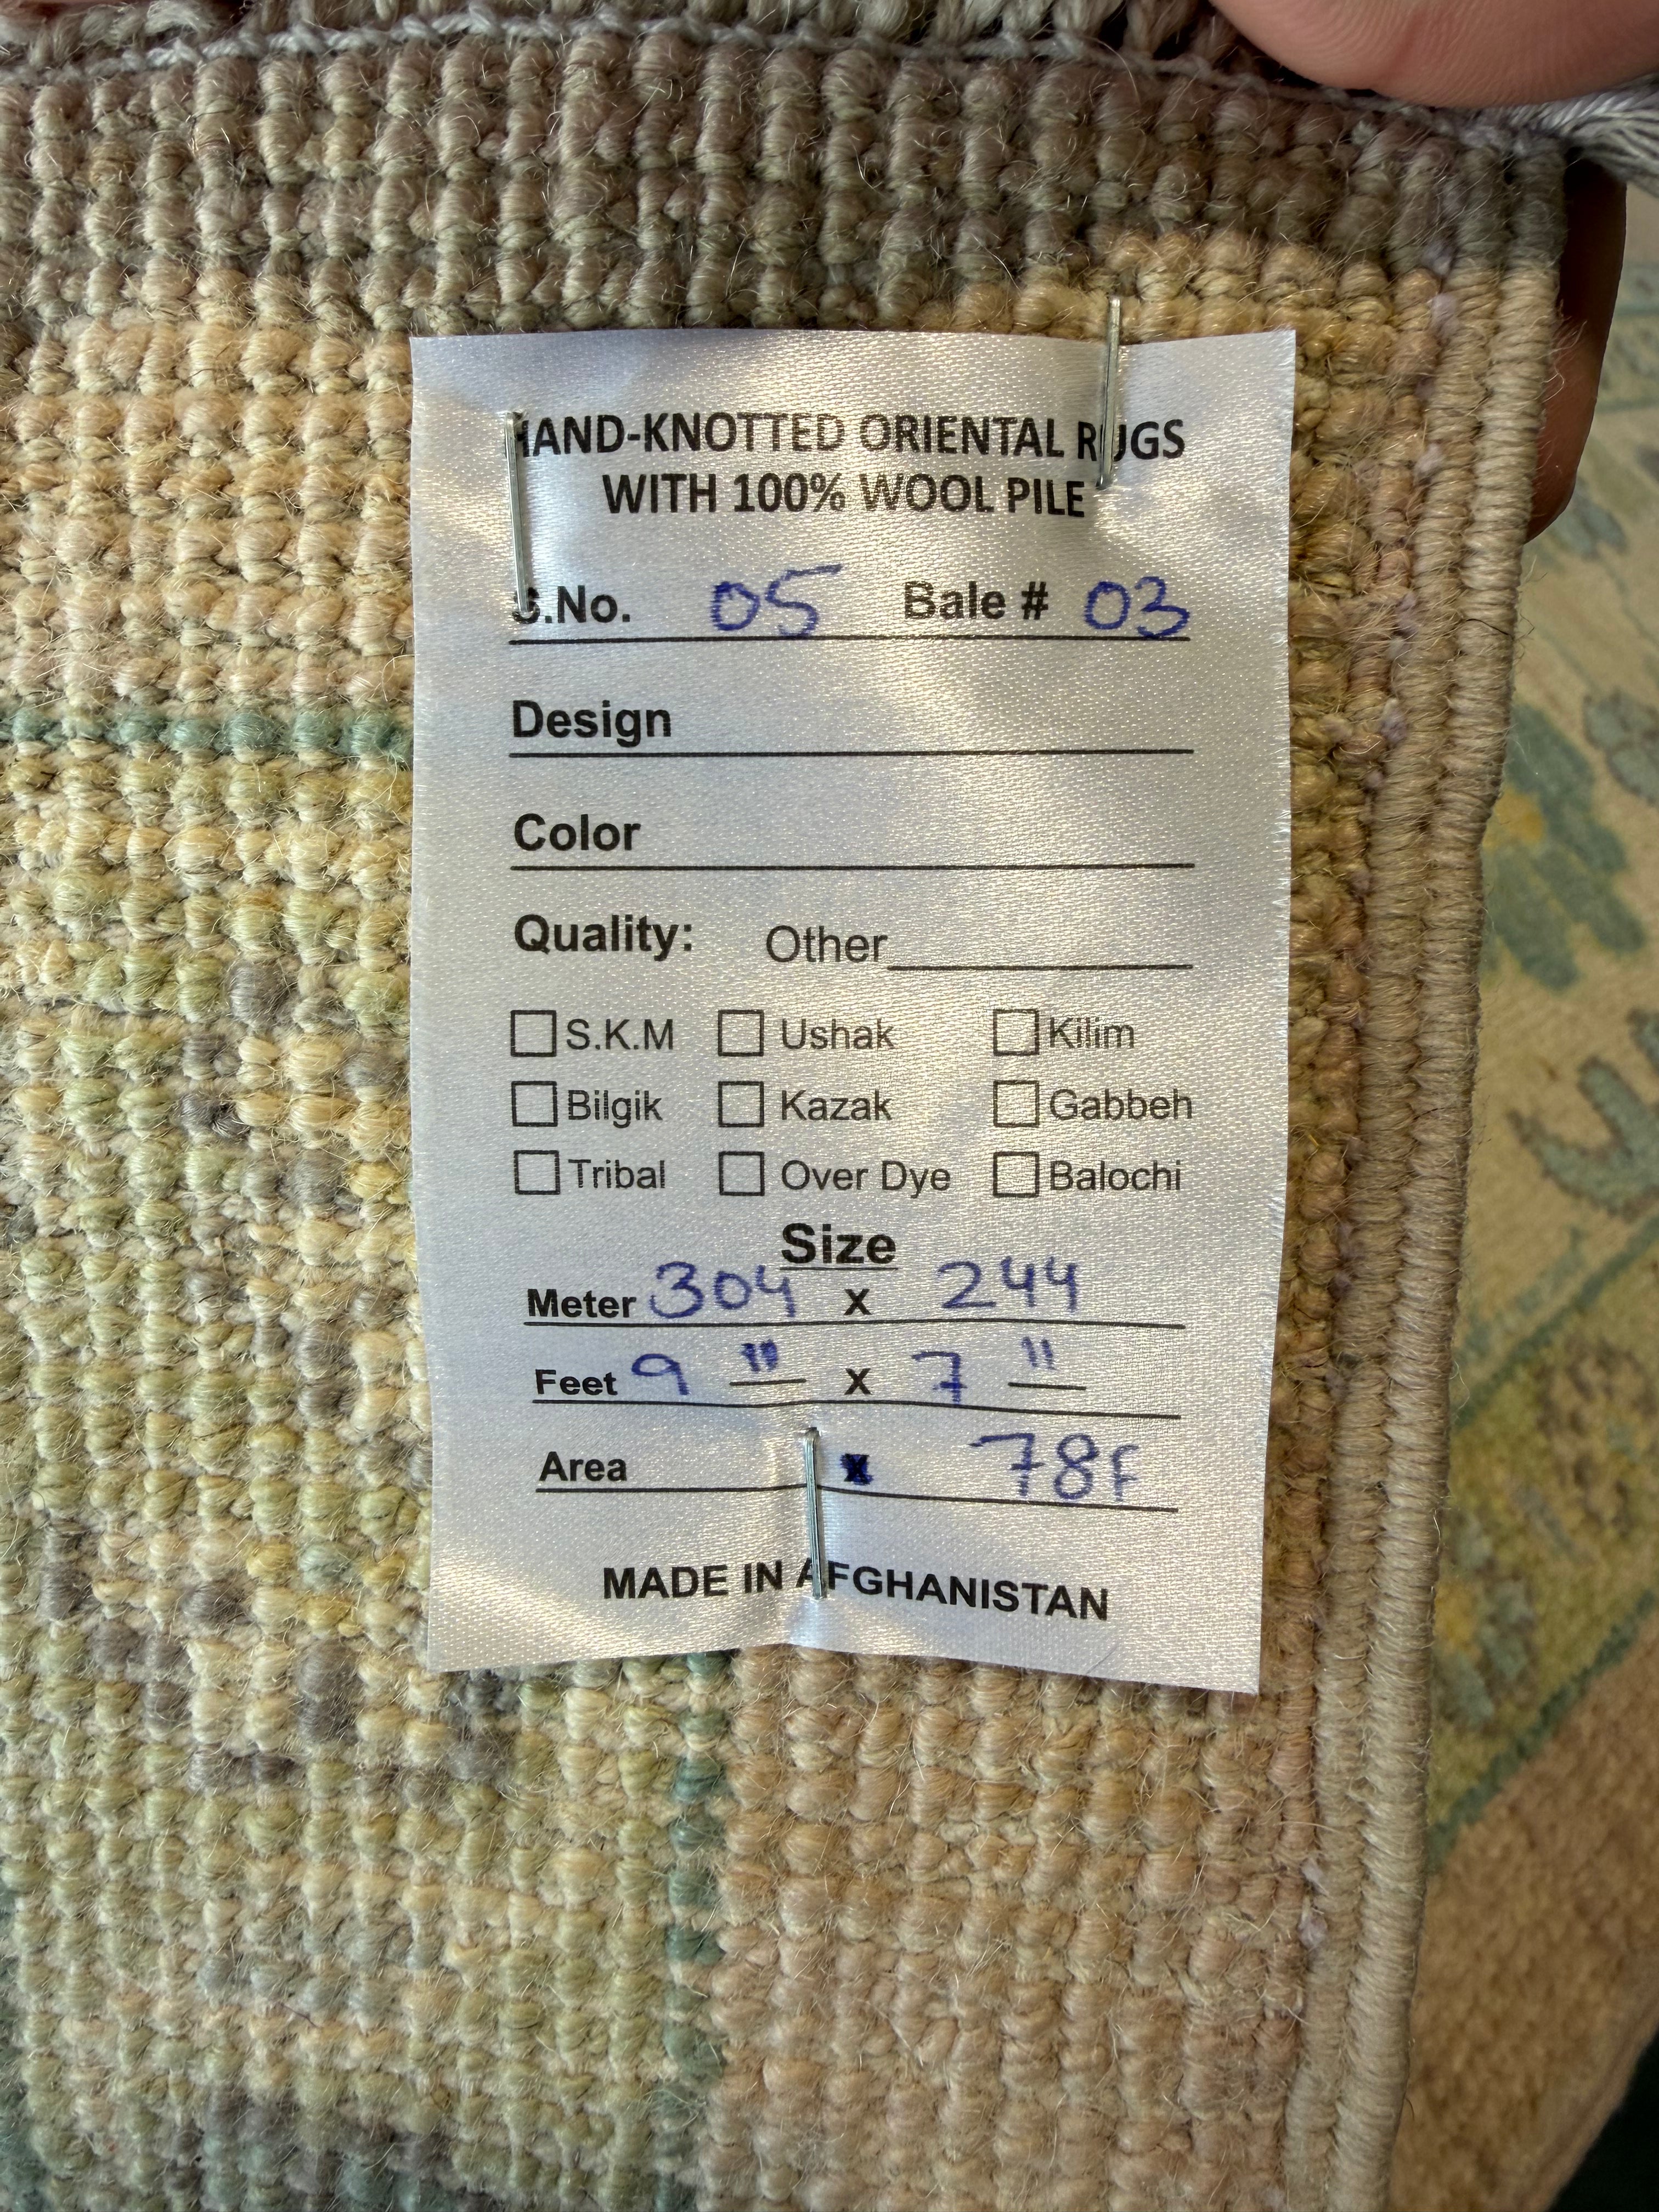 HAND-KNOTTED ORIENTAL RUGS
WITH 100% WOOL PILE
S.No. 05 Bale # 03
Design
Color
Quality: Other
S.K.M Ushak Kilim
Bilgik Kazak Gabbeh
Tribal Over Dye Balochi
Size
Meter 304 x 244
Feet 9 11 x 7 11
Area x 78F
MADE IN AFGHANISTAN